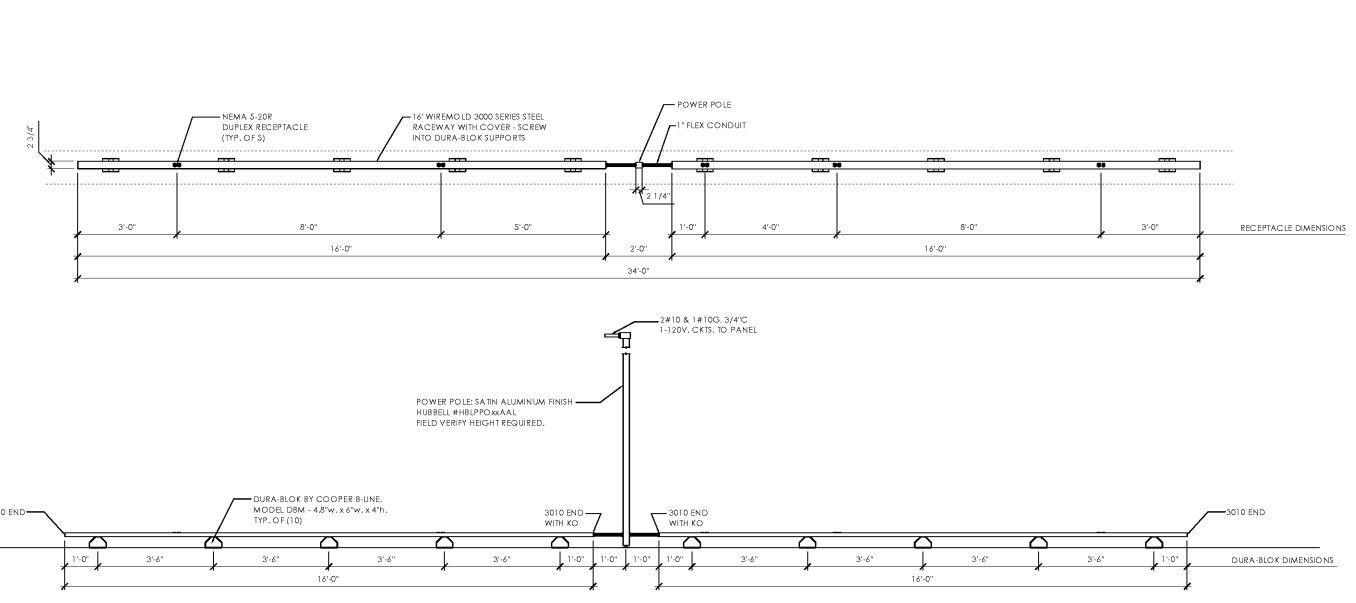 POWER POLE
NEMA 5-20R
DUPLEX RECEPTACLE
(TYP. OF 5)
16' WIREMOLD 3000 SERIES STEEL
RACEWAY WITH COVER - SCREW
INTO DURA-BLOK SUPPORTS
1" FLEX CONDUIT
2 3/4"
2 1/4"
3'-0" 8'-0" 5'-0" 1'-0" 4'-0" 8'-0" 3'-0" RECEPTACLE DIMENSIONS
16'-0" 2'-0" 16'-0"
34'-0"
2#10 & 1#10G. 3/4"C
1-120V. CKTS. TO PANEL
POWER POLE: SATIN ALUMINUM FINISH
HUBBELL #HBLPPOxxAAL
FIELD VERIFY HEIGHT REQUIRED.
DURA-BLOK BY COOPER B-LINE,
MODEL DBM - 4.8"w. x 6"w. x 4"h.
TYP. OF (10)
0 END
3010 END
WITH KO
3010 END
WITH KO
3010 END
1'-0" 3'-6" 3'-6" 3'-6" 3'-6" 1'-0" 1'-0" 1'-0" 1'-0" 3'-6" 3'-6" 3'-6" 3'-6" 1'-0" DURA-BLOK DIMENSIONS
16'-0" 16'-0"